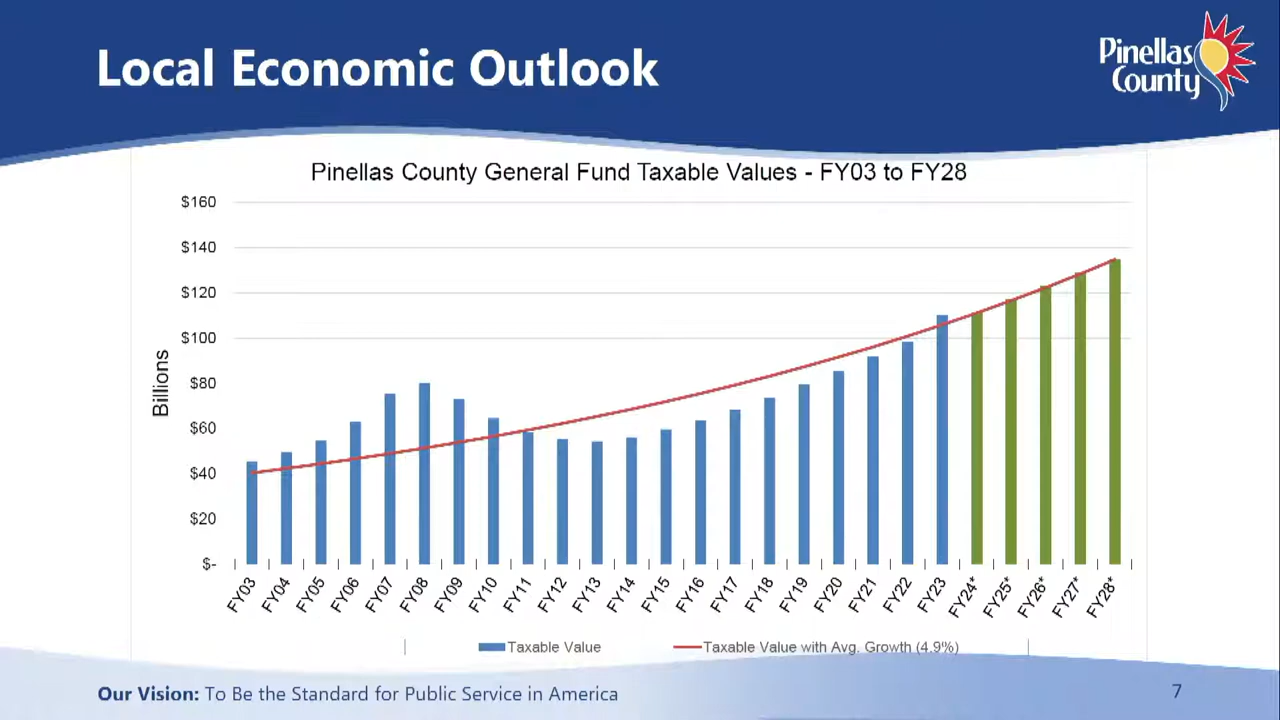 Local Economic Outlook
Pinellas
County
Pinellas County General Fund Taxable Values - FY03 to FY28
$160
$140
$120
$100
$80
$60
$40
$20
$-
Billions
FY03 FY04 FY05 FY06 FY07 FY08 FY09 FY10 FY11 FY12 FY13 FY14 FY15 FY16 FY17 FY18 FY19 FY20 FY21 FY22 FY23 FY24* FY25* FY26* FY27* FY28*
Taxable Value Taxable Value with Avg. Growth (4.9%)
Our Vision: To Be the Standard for Public Service in America
7